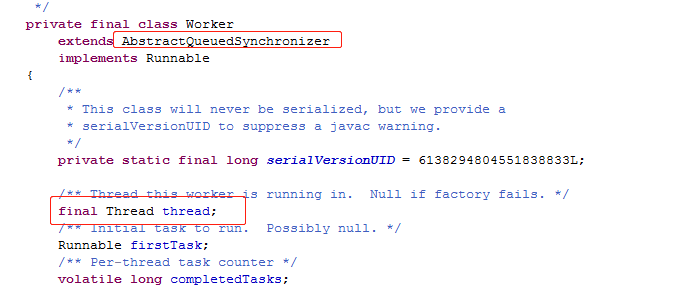 */
private final class Worker
extends AbstractQueuedSynchronizer
implements Runnable
{
/**
* This class will never be serialized, but we provide a
* serialVersionUID to suppress a javac warning.
*/
private static final long serialVersionUID = 6138294804551838833L;
/** Thread this worker is running in.  Null if factory fails. */
final Thread thread;
/** Initial task to run.  Possibly null. */
Runnable firstTask;
/** Per-thread task counter */
volatile long completedTasks;